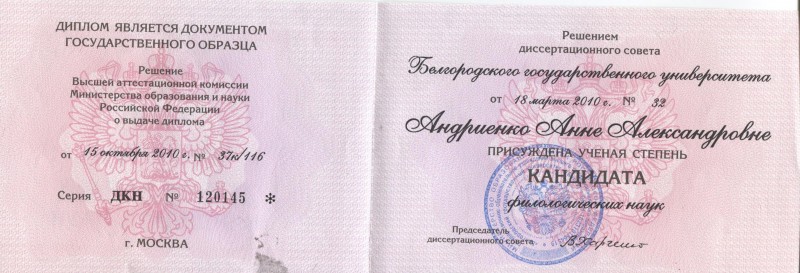 ДИПЛОМ ЯВЛЯЕТСЯ ДОКУМЕНТОМ
ГОСУДАРСТВЕННОГО ОБРАЗЦА
Решение
Высшей аттестационной комиссии
Министерства образования и науки
Российской Федерации
о выдаче диплома
от 15 октября 2010 г. № 37к/116
Серия ДКН № 120145 *
г. МОСКВА
Решением
диссертационного совета
Белгородского государственного университета
от 18 марта 2010 г. № 32
Андриенко Анне Александровне
ПРИСУЖДЕНА УЧЕНАЯ СТЕПЕНЬ
КАНДИДАТА
филологических наук
Председатель
диссертационного совета